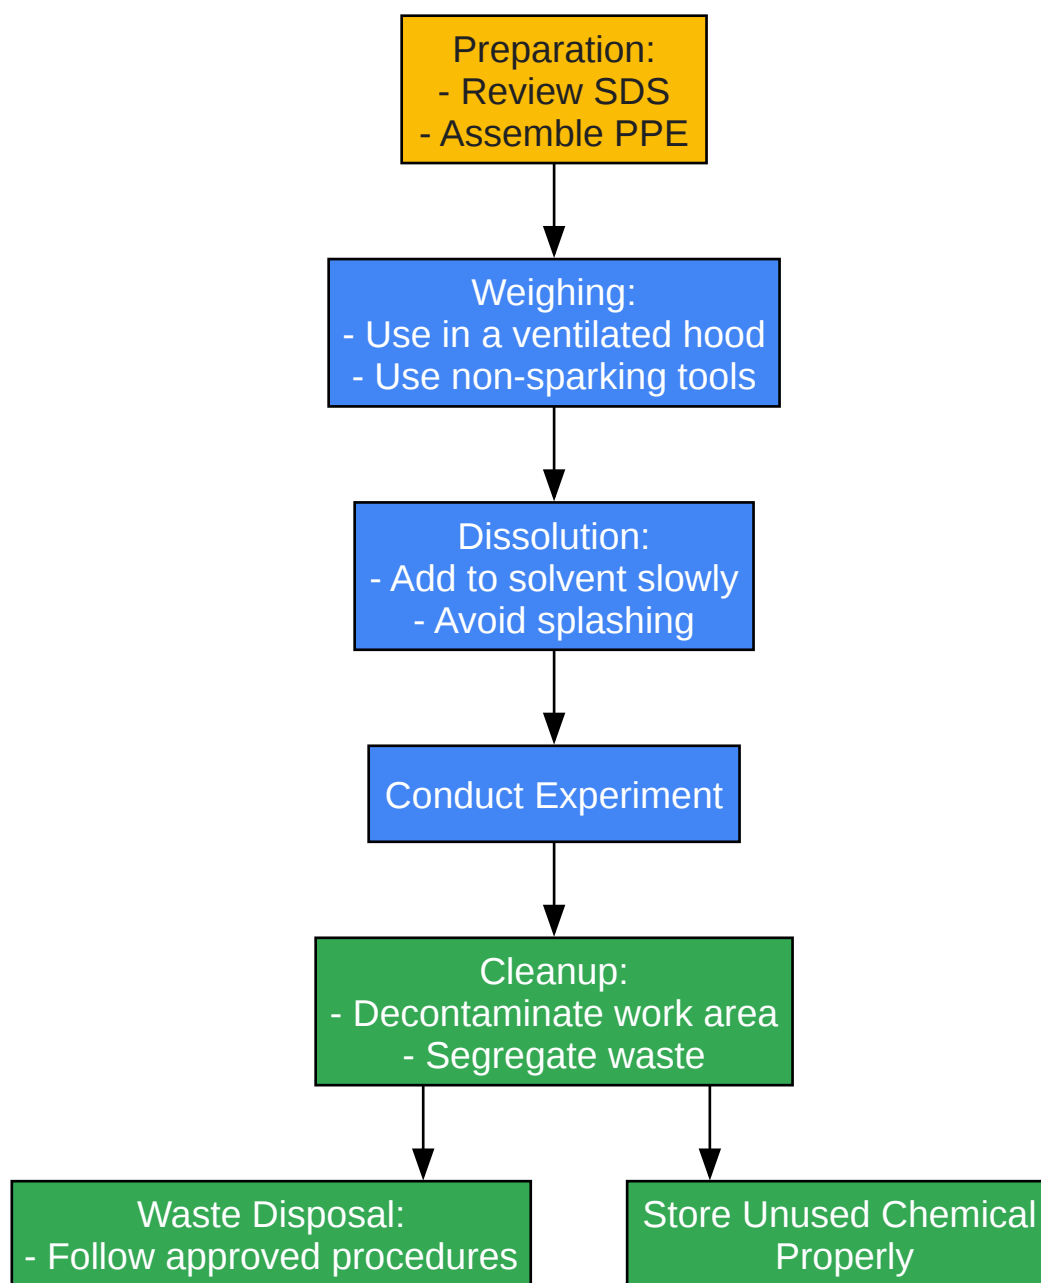 Preparation:
- Review SDS
- Assemble PPE
Weighing:
- Use in a ventilated hood
- Use non-sparking tools
Dissolution:
- Add to solvent slowly
- Avoid splashing
Conduct Experiment
Cleanup:
- Decontaminate work area
- Segregate waste
Waste Disposal:
- Follow approved procedures
Store Unused Chemical
Properly